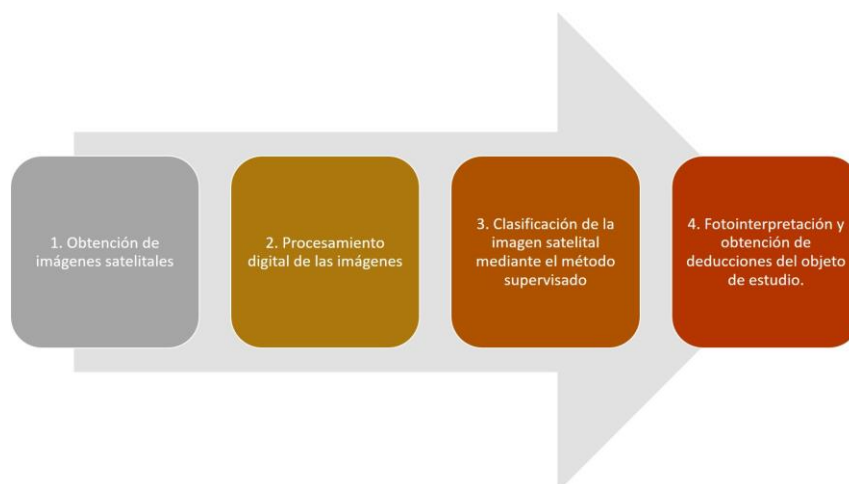 1. Obtención de
imágenes satelitales
2. Procesamiento
digital de las imágenes
3. Clasificación de la
imagen satelital
mediante el método
supervisado
4. Fotointerpretación y
obtención de
deducciones del objeto
de estudio.